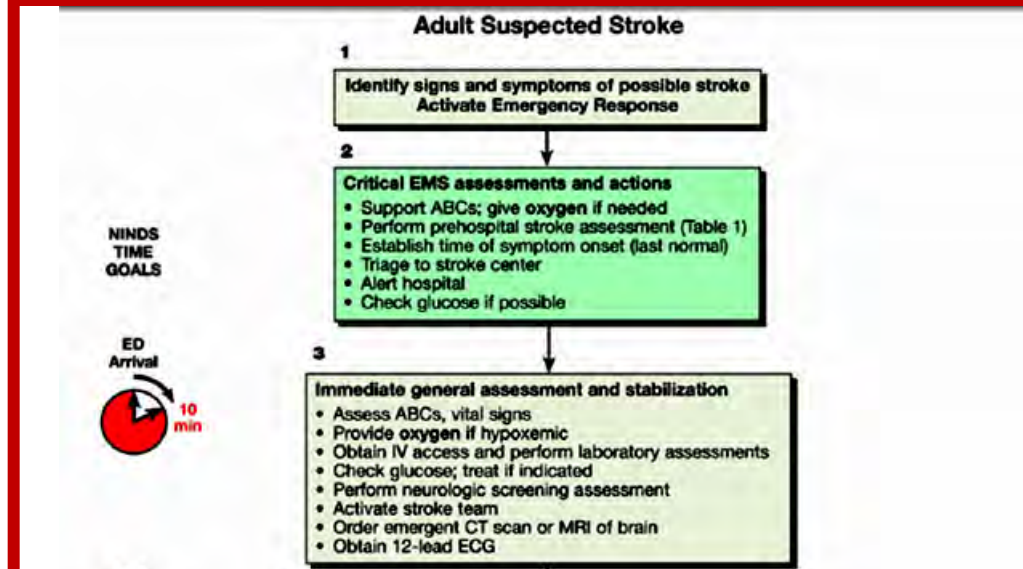 Adult Suspected Stroke
1
Identify signs and symptoms of possible stroke
Activate Emergency Response
2
Critical EMS assessments and actions
• Support ABCs; give oxygen if needed
• Perform prehospital stroke assessment (Table 1)
• Establish time of symptom onset (last normal)
• Triage to stroke center
• Alert hospital
• Check glucose if possible
NINDS
TIME
GOALS
ED
Arrival
10
min
3
Immediate general assessment and stabilization
• Assess ABCs, vital signs
• Provide oxygen if hypoxemic
• Obtain IV access and perform laboratory assessments
• Check glucose; treat if indicated
• Perform neurologic screening assessment
• Activate stroke team
• Order emergent CT scan or MRI of brain
• Obtain 12-lead ECG